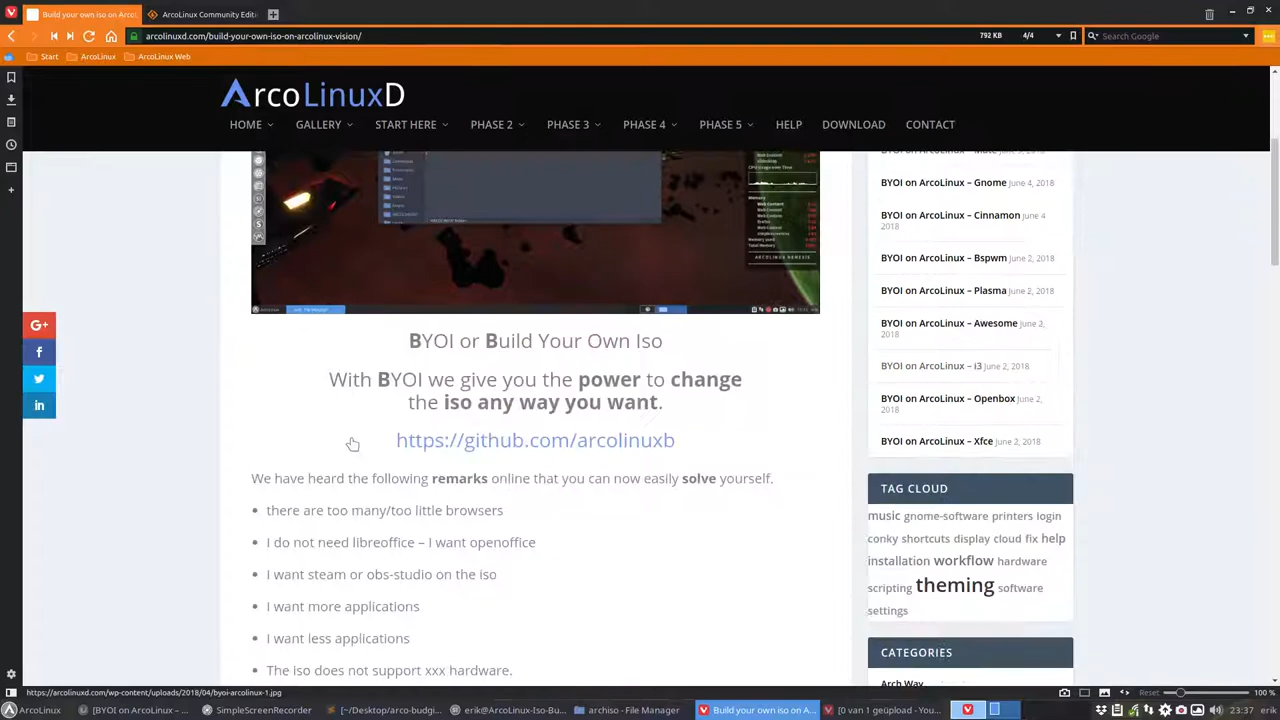 Build your own iso on Arco
ArcoLinux Community Editi
arcolinuxd.com/build-your-own-iso-on-arcolinux-vision/
792 KB
4/4
Search Google
Start
ArcoLinux
ArcoLinux Web
ArcoLinuxD
HOME
GALLERY
START HERE
PHASE 2
PHASE 3
PHASE 4
PHASE 5
HELP
DOWNLOAD
CONTACT
BYOI on ArcoLinux – Gnome June 4, 2018
BYOI on ArcoLinux – Cinnamon June 4
2018
BYOI on ArcoLinux – Bspwm June 2, 2018
BYOI on ArcoLinux – Plasma June 2, 2018
BYOI on ArcoLinux – Awesome June 2,
2018
BYOI on ArcoLinux – i3 June 2, 2018
BYOI on ArcoLinux – Openbox June 2,
2018
BYOI on ArcoLinux – Xfce June 2, 2018
G+
f
in
BYOI or Build Your Own Iso
With BYOI we give you the power to change
the iso any way you want.
https://github.com/arcolinuxb
We have heard the following remarks online that you can now easily solve yourself.
there are too many/too little browsers
I do not need libreoffice – I want openoffice
I want steam or obs-studio on the iso
I want more applications
I want less applications
The iso does not support xxx hardware.
TAG CLOUD
music gnome-software printers login
conky shortcuts display cloud fix help
installation workflow hardware
scripting theming software
settings
CATEGORIES
Arch Way
https://arcolinuxd.com/wp-content/uploads/2018/04/byoi-arcolinux-1.jpg
Reset
100 %
ArcoLinux
[BYOI on ArcoLinux – ...
SimpleScreenRecorder
[~/Desktop/arco-budgi...
erik@ArcoLinux-Iso-Bu...
archiso - File Manager
Build your own iso on A...
[0 van 1 geüpload - You...
23:37
erik